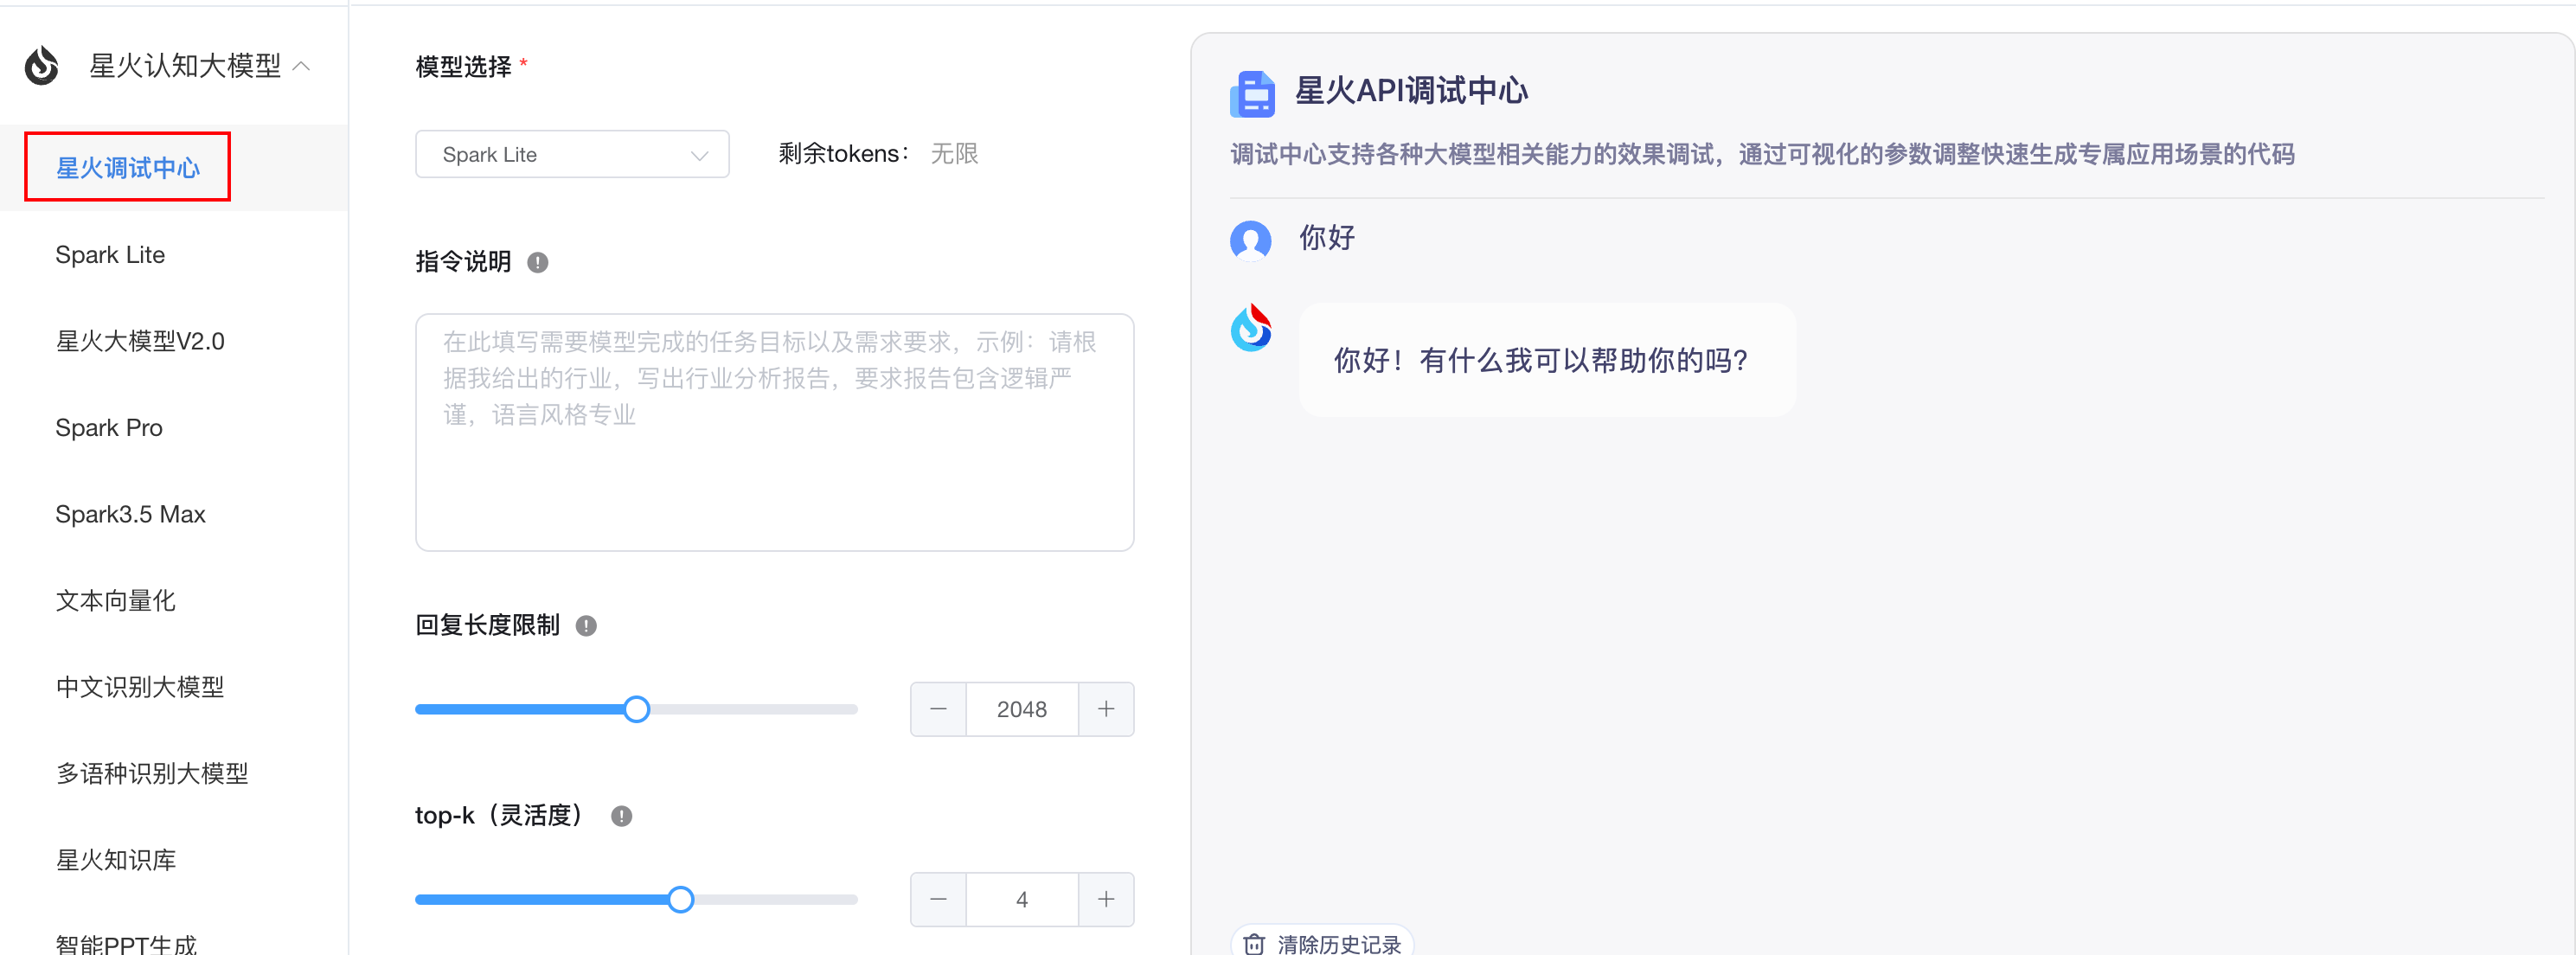 星火认知大模型
星火调试中心
Spark Lite
星火大模型V2.0
Spark Pro
Spark3.5 Max
文本向量化
中文识别大模型
多语种识别大模型
星火知识库
智能PPT生成
模型选择 *
Spark Lite
剩余tokens： 无限
指令说明
在此填写需要模型完成的任务目标以及需求要求，示例：请根
据我给出的行业，写出行业分析报告，要求报告包含逻辑严
谨，语言风格专业
回复长度限制
2048
top-k（灵活度）
4
星火API调试中心
调试中心支持各种大模型相关能力的效果调试，通过可视化的参数调整快速生成专属应用场景的代码
你好
你好！有什么我可以帮助你的吗？
清除历史记录